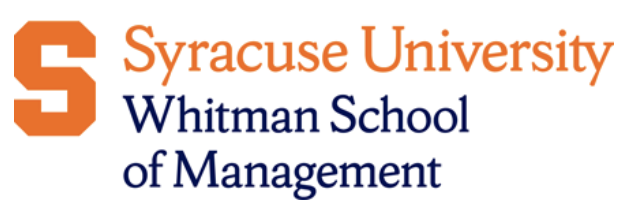 S Syracuse University
Whitman School
of Management